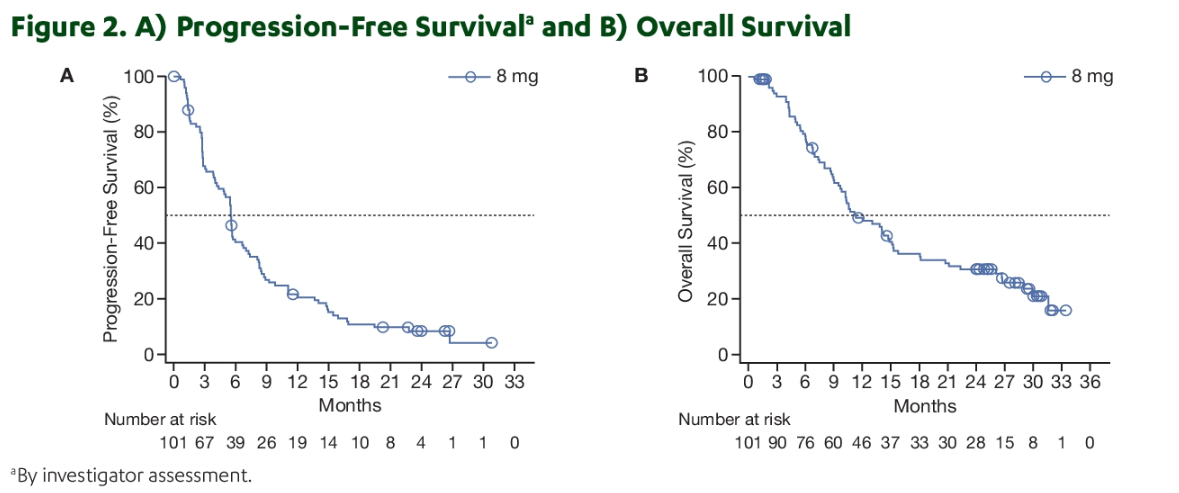 Figure 2. A) Progression-Free Survivalᵃ and B) Overall Survival
A
8 mg
Progression-Free Survival (%)
100
80
60
40
20
0
0 3 6 9 12 15 18 21 24 27 30 33
Months
Number at risk
101 67 39 26 19 14 10 8 4 1 1 0
B
8 mg
Overall Survival (%)
100
80
60
40
20
0
0 3 6 9 12 15 18 21 24 27 30 33 36
Months
Number at risk
101 90 76 60 46 37 33 30 28 15 8 1 0
ᵃBy investigator assessment.